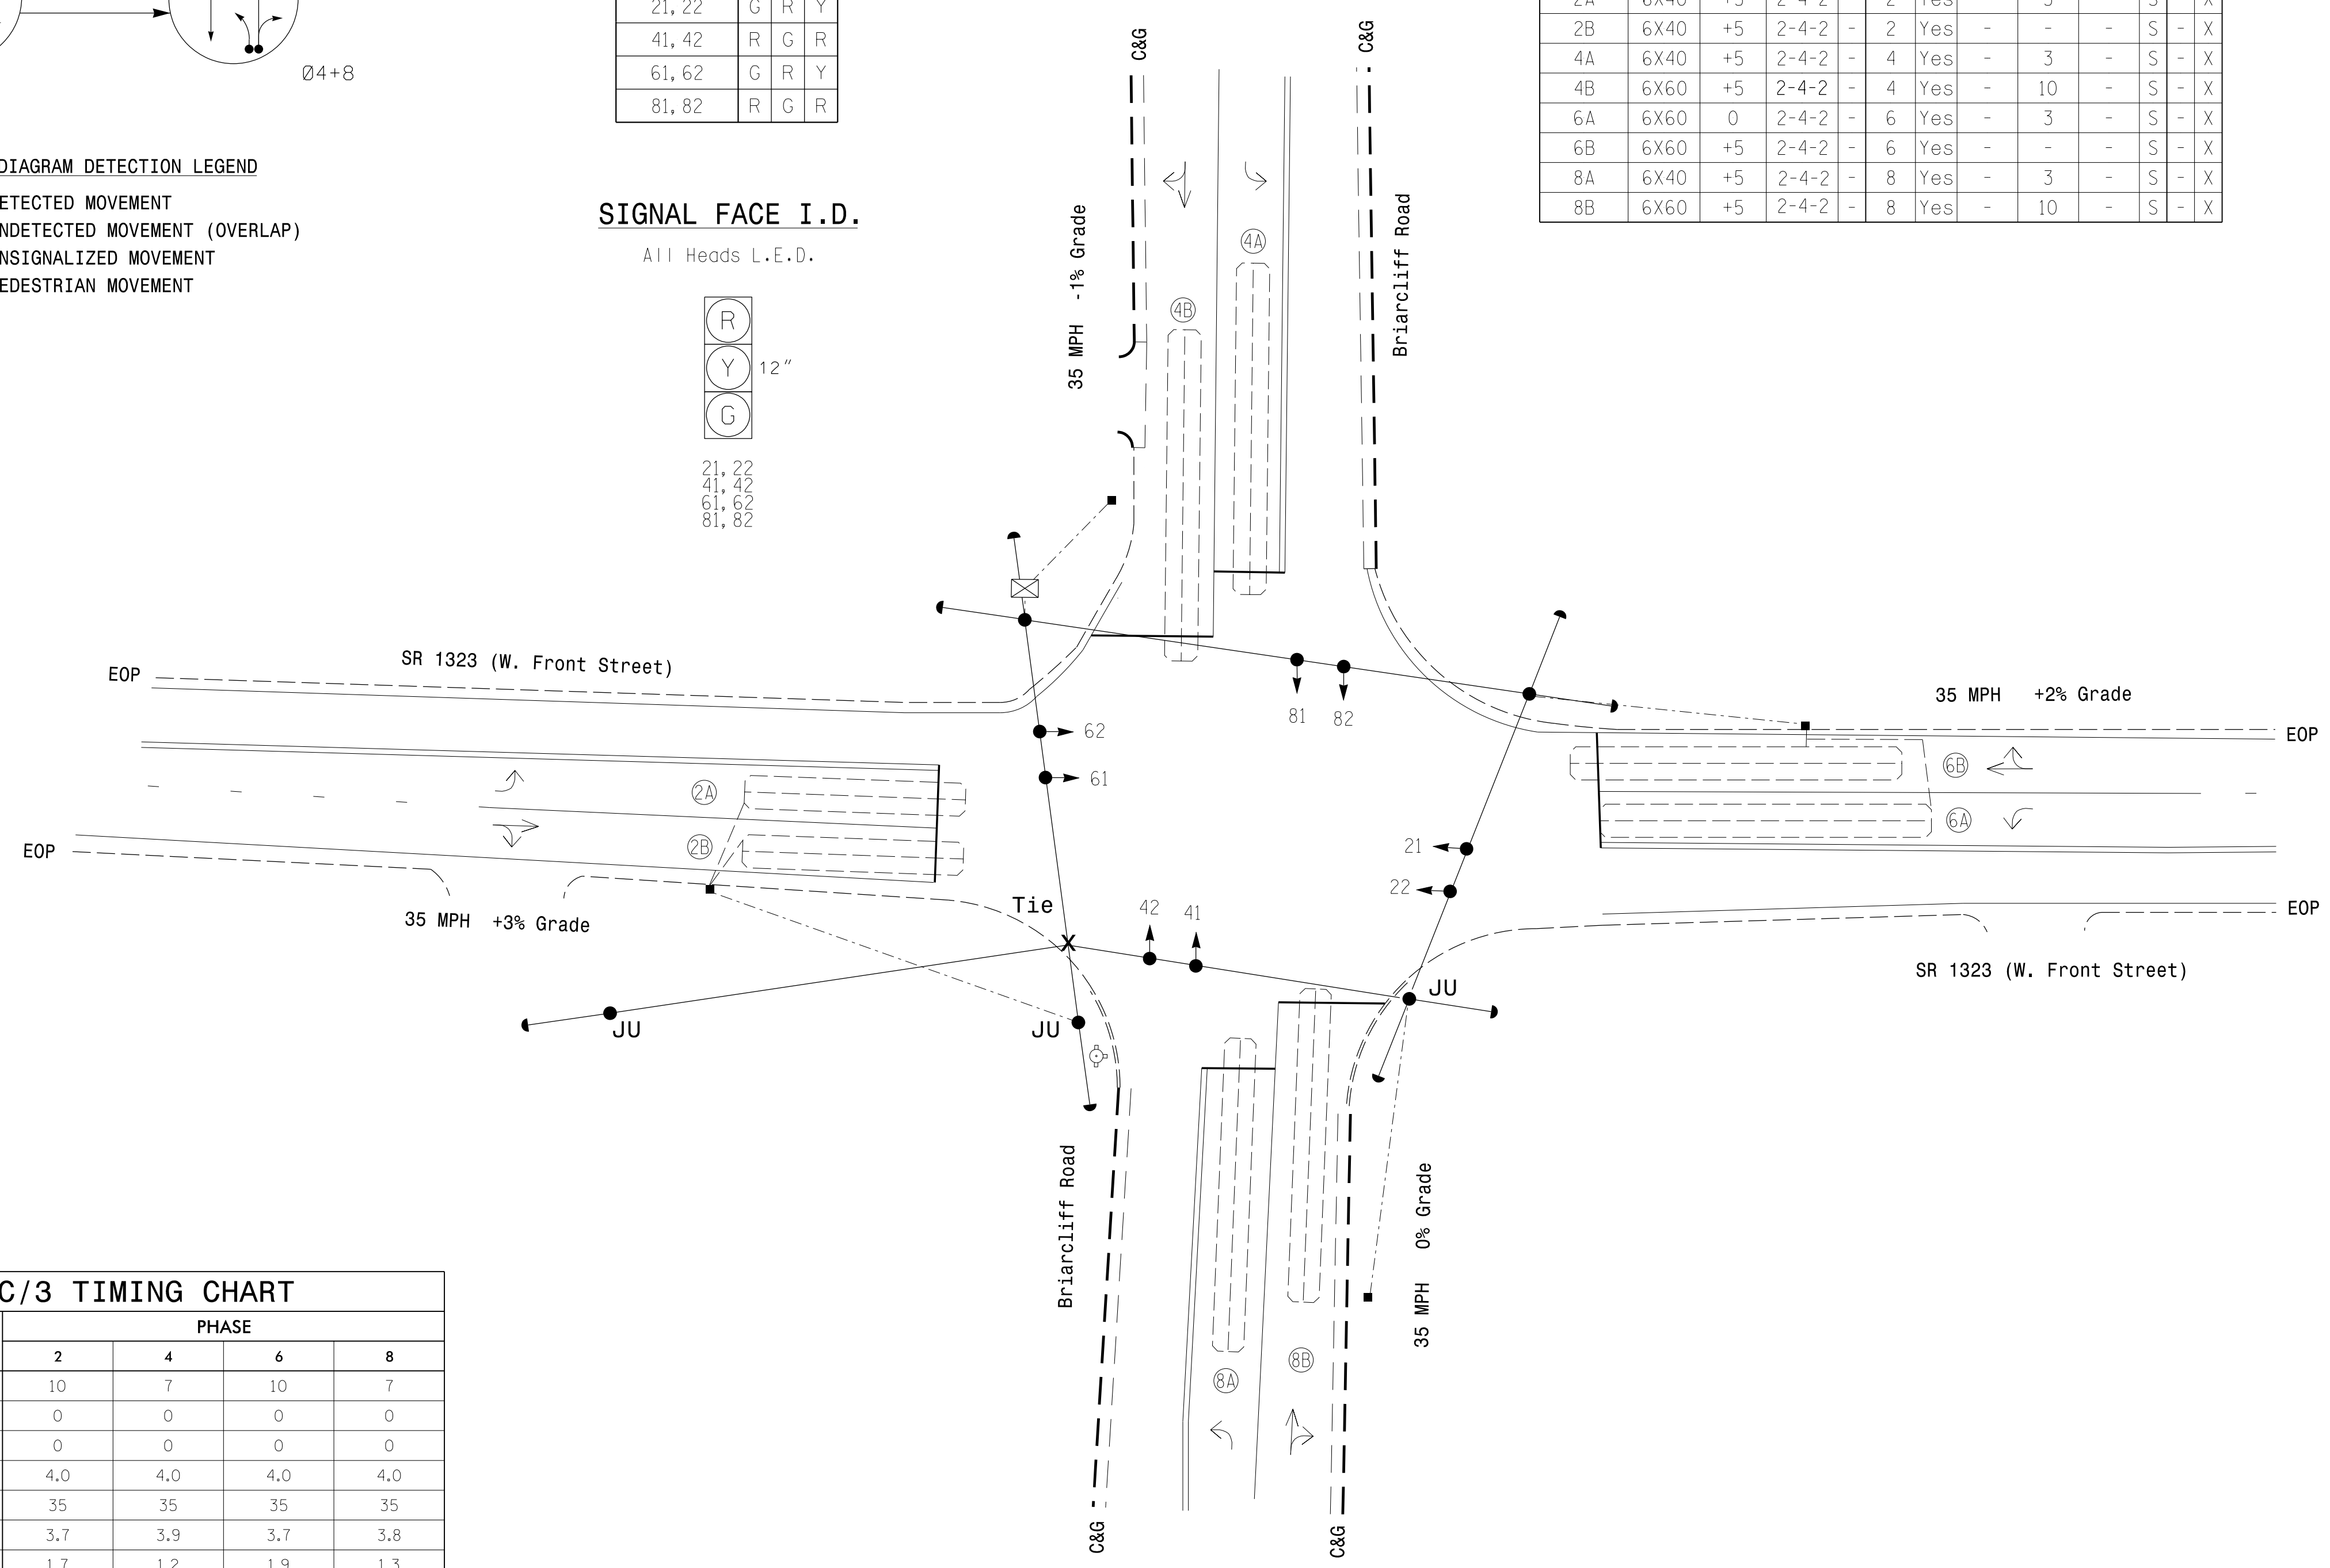 Ø4+8
21,22 G R Y
41,42 R G R
61,62 G R Y
81,82 R G R
DIAGRAM DETECTION LEGEND
ETECTED MOVEMENT
NDETECTED MOVEMENT (OVERLAP)
NSIGNALIZED MOVEMENT
EDESTRIAN MOVEMENT
SIGNAL FACE I.D.
All Heads L.E.D.
R
Y 12"
G
21,22
41,42
61,62
81,82
2B 6X40 +5 2-4-2 - 2 Yes - - - S - X
4A 6X40 +5 2-4-2 - 4 Yes - 3 - S - X
4B 6X60 +5 2-4-2 - 4 Yes - 10 - S - X
6A 6X60 0 2-4-2 - 6 Yes - 3 - S - X
6B 6X60 +5 2-4-2 - 6 Yes - - - S - X
8A 6X40 +5 2-4-2 - 8 Yes - 3 - S - X
8B 6X60 +5 2-4-2 - 8 Yes - 10 - S - X
C&G
C&G
35 MPH -1% Grade
Briarcliff Road
4A
4B
SR 1323 (W. Front Street)
EOP
EOP
35 MPH +3% Grade
2A
2B
62
61
81 82
35 MPH +2% Grade
EOP
6B
6A
EOP
SR 1323 (W. Front Street)
21
22
Tie
X
42 41
JU
JU
JU
Briarcliff Road
35 MPH 0% Grade
8A
8B
C&G
C&G
C/3 TIMING CHART
PHASE
2 4 6 8
10 7 10 7
0 0 0 0
0 0 0 0
4.0 4.0 4.0 4.0
35 35 35 35
3.7 3.9 3.7 3.8
1.7 1.2 1.9 1.3